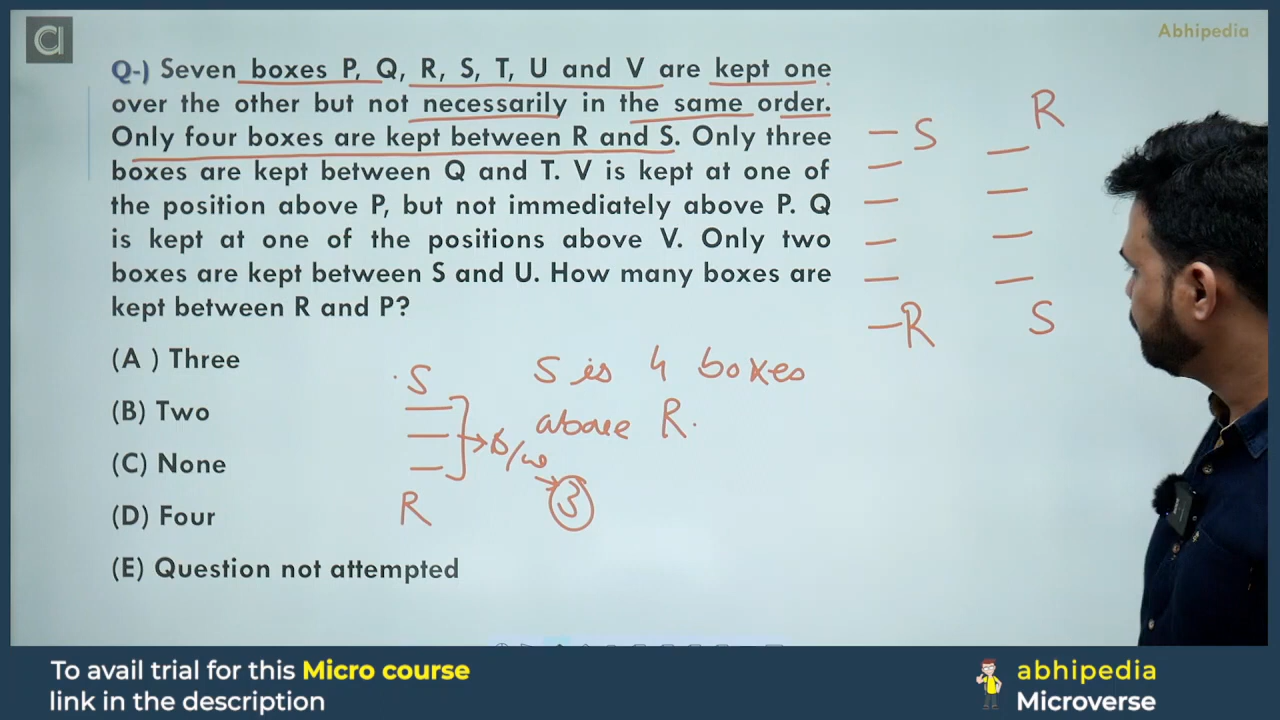 a
Abhipedia
Q-) Seven boxes P, Q, R, S, T, U and V are kept one
over the other but not necessarily in the same order.
Only four boxes are kept between R and S. Only three
boxes are kept between Q and T. V is kept at one of
the position above P, but not immediately above P. Q
is kept at one of the positions above V. Only two
boxes are kept between S and U. How many boxes are
kept between R and P?
(A ) Three
(B) Two
(C) None
(D) Four
(E) Question not attempted
S
R
b/w
3
S is 4 boxes
above R.
S
R
R
S
To avail trial for this Micro course
link in the description
abhipedia
Microverse